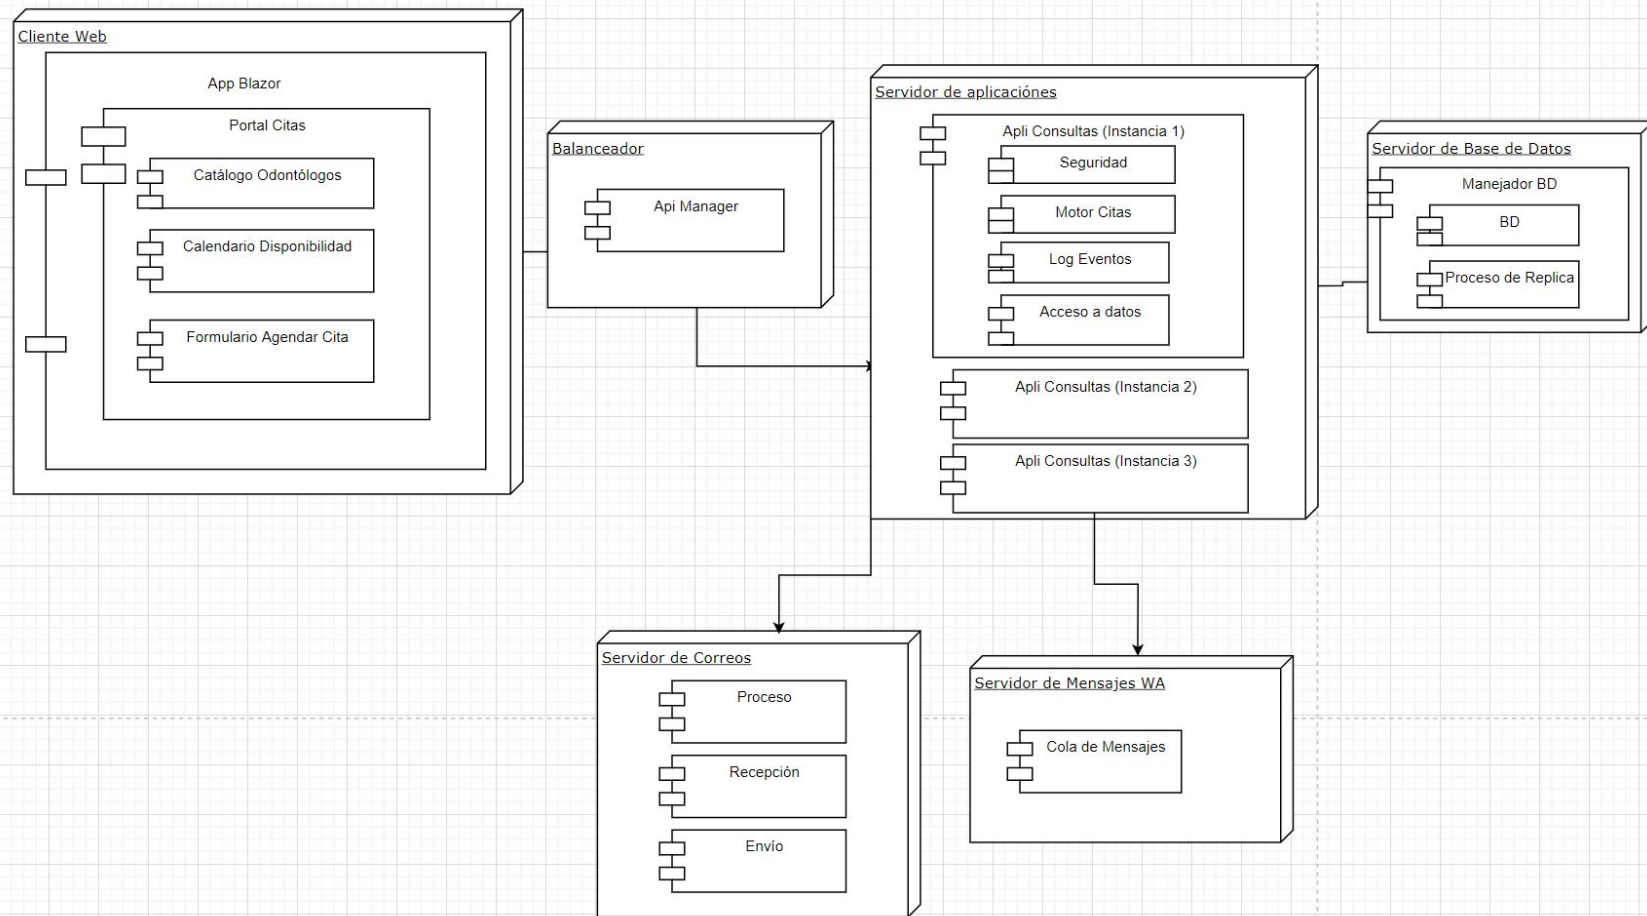 Cliente Web
App Blazor
Portal Citas
Catálogo Odontólogos
Calendario Disponibilidad
Formulario Agendar Cita
Balanceador
Api Manager
Servidor de aplicaciónes
Apli Consultas (Instancia 1)
Seguridad
Motor Citas
Log Eventos
Acceso a datos
Apli Consultas (Instancia 2)
Apli Consultas (Instancia 3)
Servidor de Base de Datos
Manejador BD
BD
Proceso de Replica
Servidor de Correos
Proceso
Recepción
Envío
Servidor de Mensajes WA
Cola de Mensajes